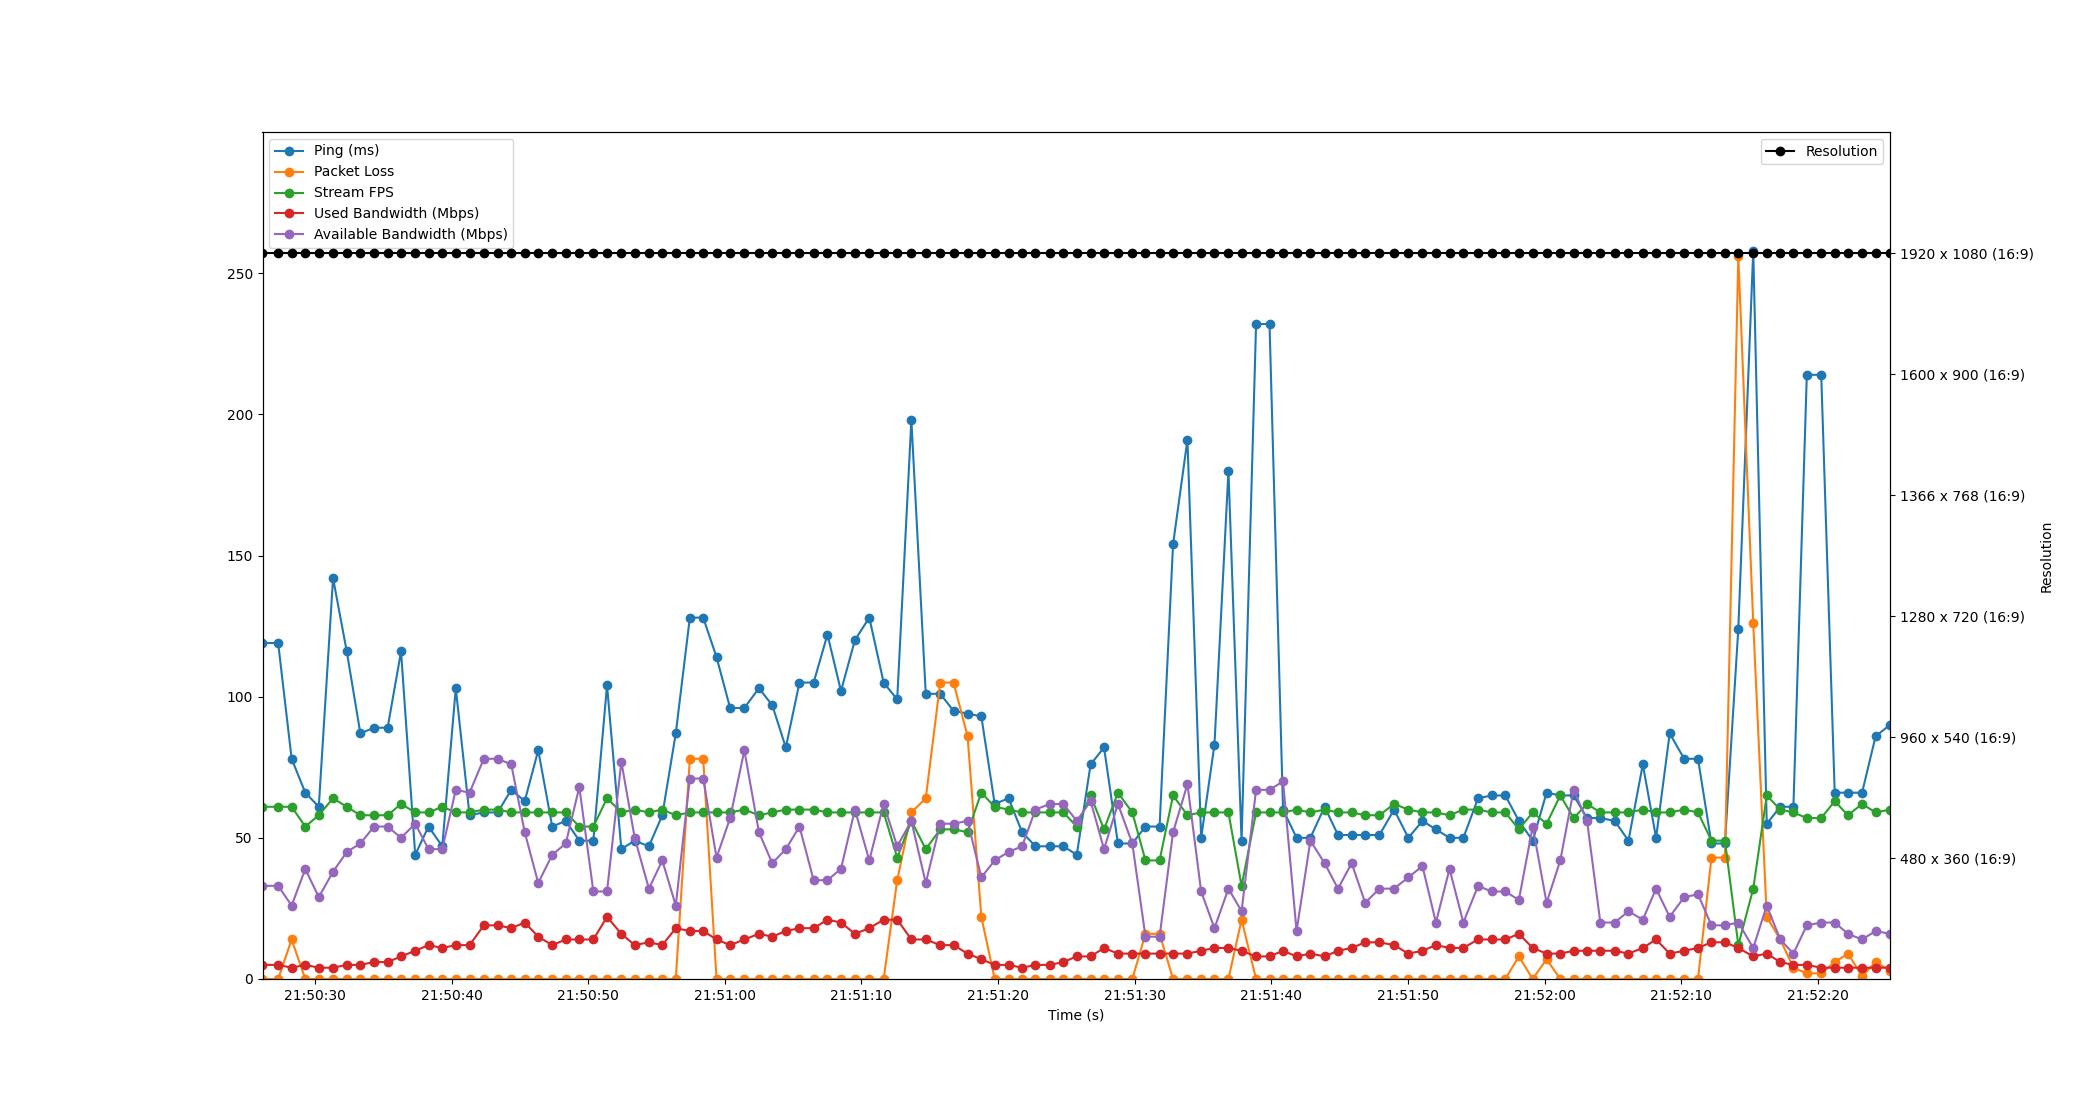 Ping (ms)
Packet Loss
Stream FPS
Used Bandwidth (Mbps)
Available Bandwidth (Mbps)
Resolution
250
200
150
100
50
0
1920 x 1080 (16:9)
1600 x 900 (16:9)
1366 x 768 (16:9)
1280 x 720 (16:9)
960 x 540 (16:9)
480 x 360 (16:9)
Resolution
21:50:30
21:50:40
21:50:50
21:51:00
21:51:10
21:51:20
21:51:30
21:51:40
21:51:50
21:52:00
21:52:10
21:52:20
Time (s)